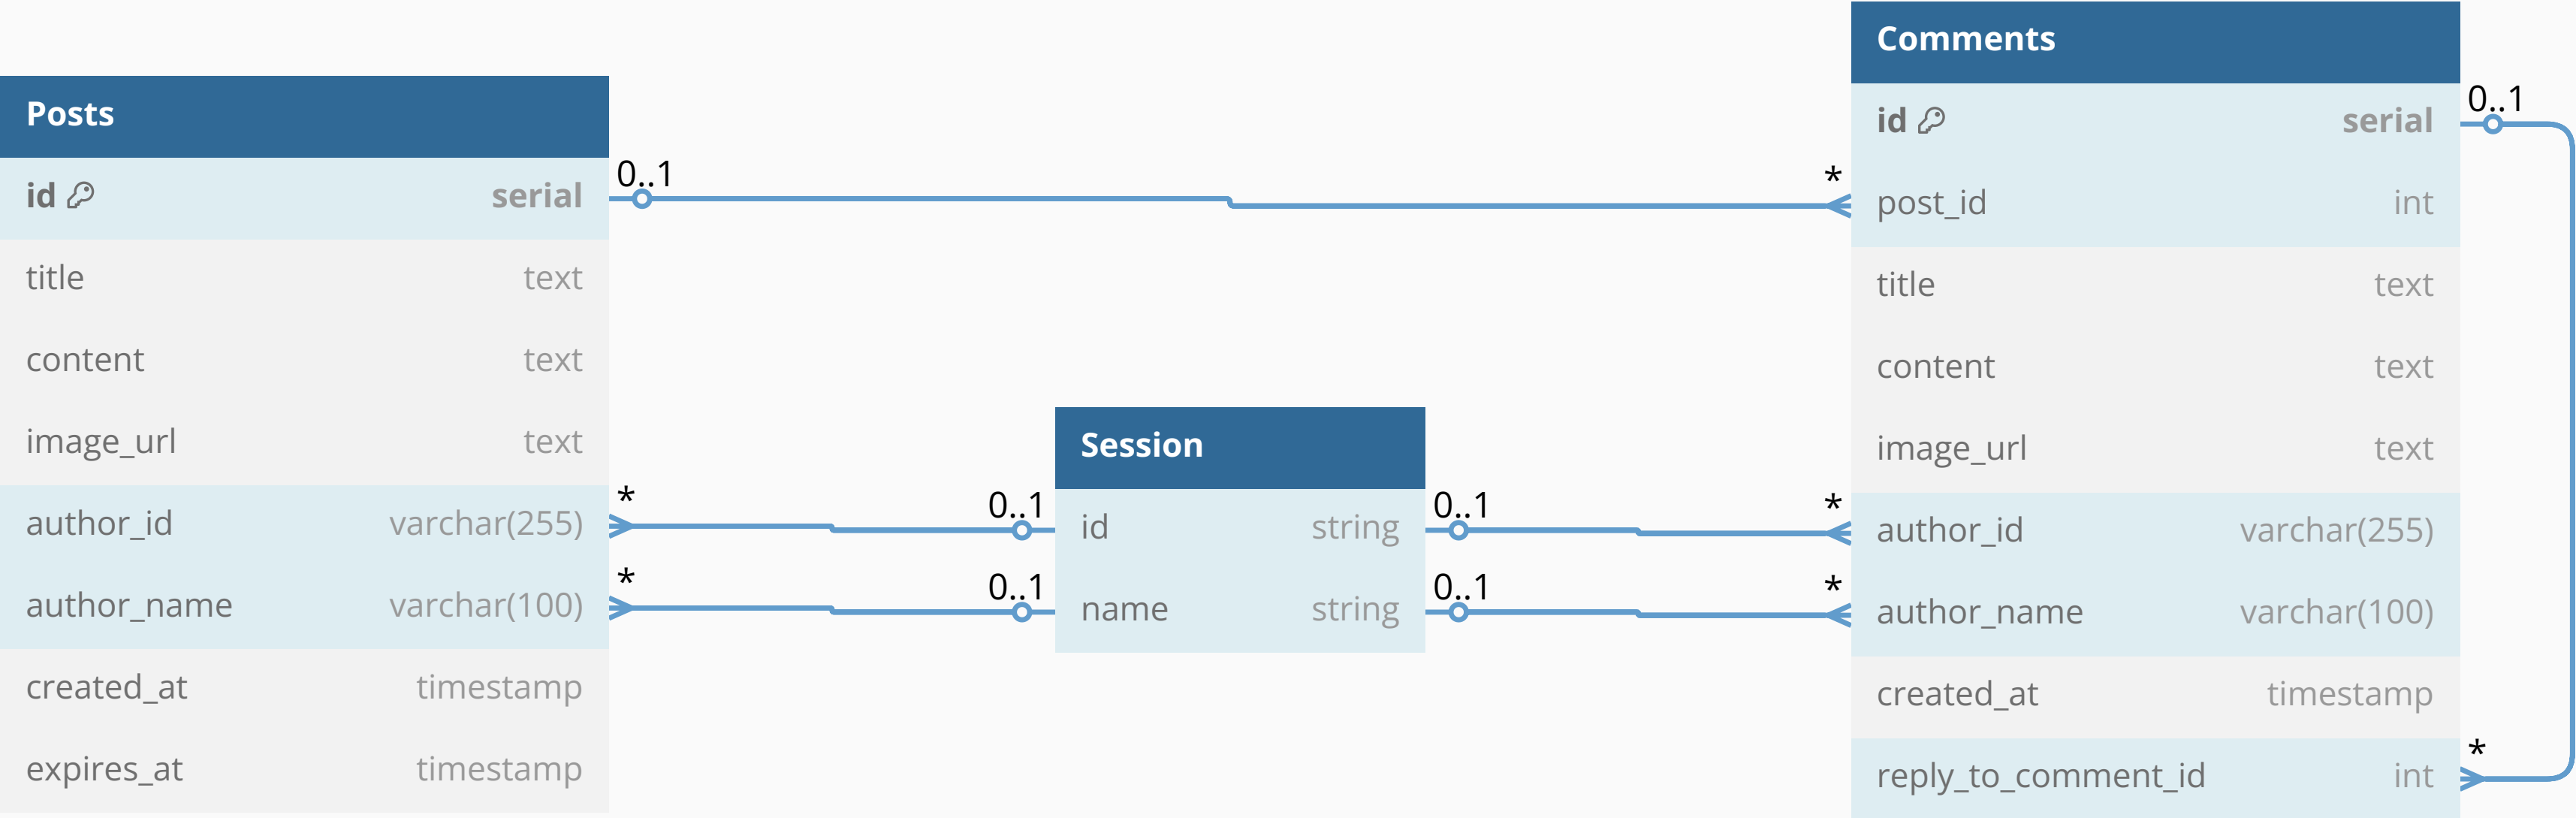 Posts
id serial
title text
content text
image_url text
author_id varchar(255)
author_name varchar(100)
created_at timestamp
expires_at timestamp
0..1
*
*
*
0..1
0..1
Session
id string
name string
0..1
0..1
*
*
Comments
id serial
post_id int
title text
content text
image_url text
author_id varchar(255)
author_name varchar(100)
created_at timestamp
reply_to_comment_id int
0..1
*